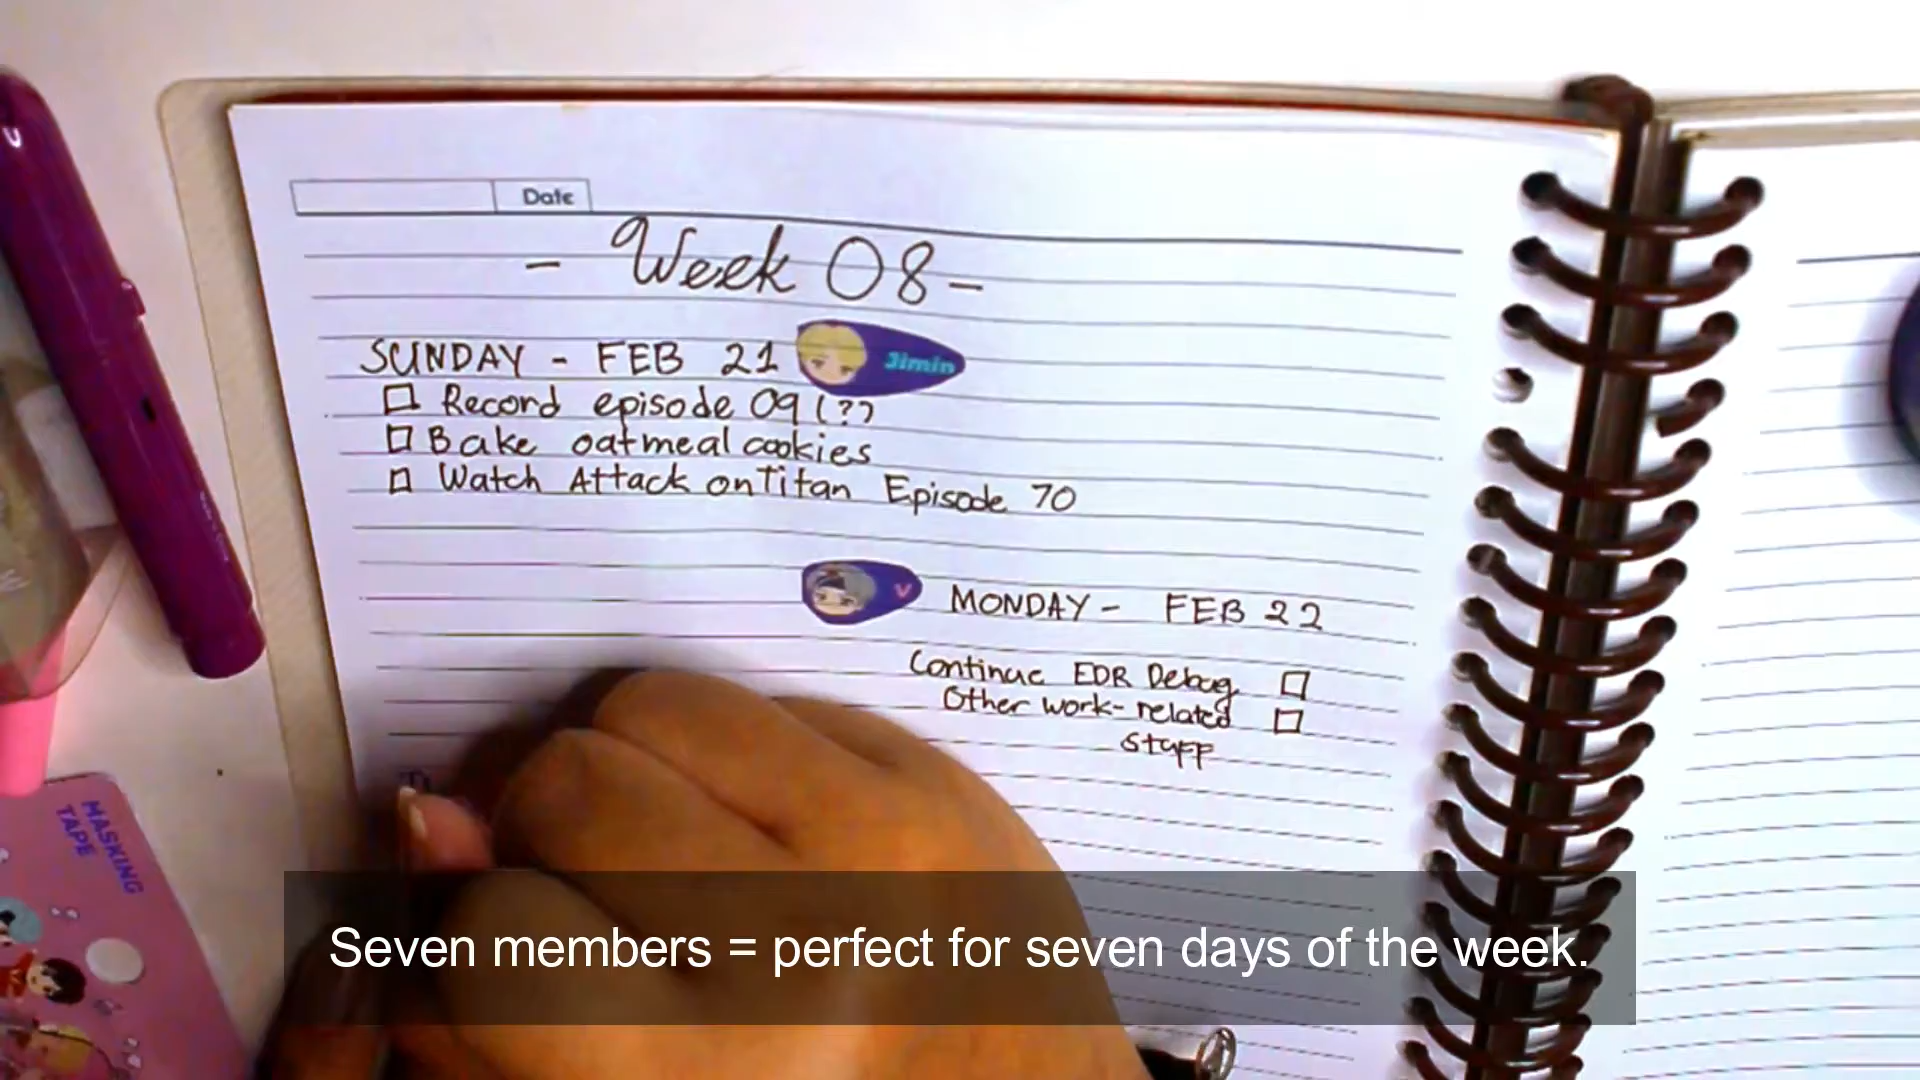 Date
- Week 08 -
SUNDAY - FEB 21 Jimin
Record episode 09 (??)
Bake oatmeal cookies
Watch Attack on Titan Episode 70
V MONDAY - FEB 22
Continue EDR Debug
Other work-related
stuff
MASKING
TAPE
Seven members = perfect for seven days of the week.